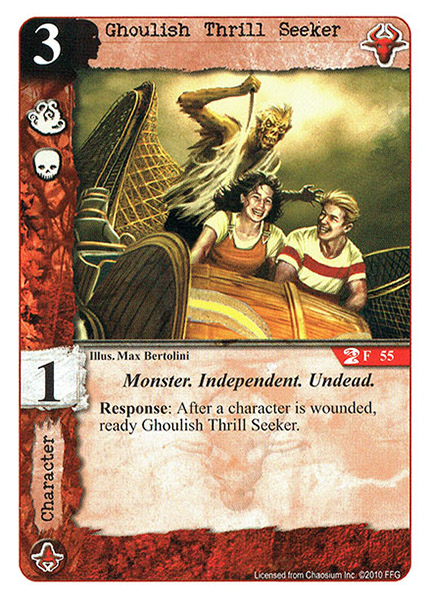 3
Ghoulish Thrill Seeker
Illus. Max Bertolini
F 55
1
Monster. Independent. Undead.
Response: After a character is wounded,
ready Ghoulish Thrill Seeker.
Character
Licensed from Chaosium Inc. ©2010 FFG